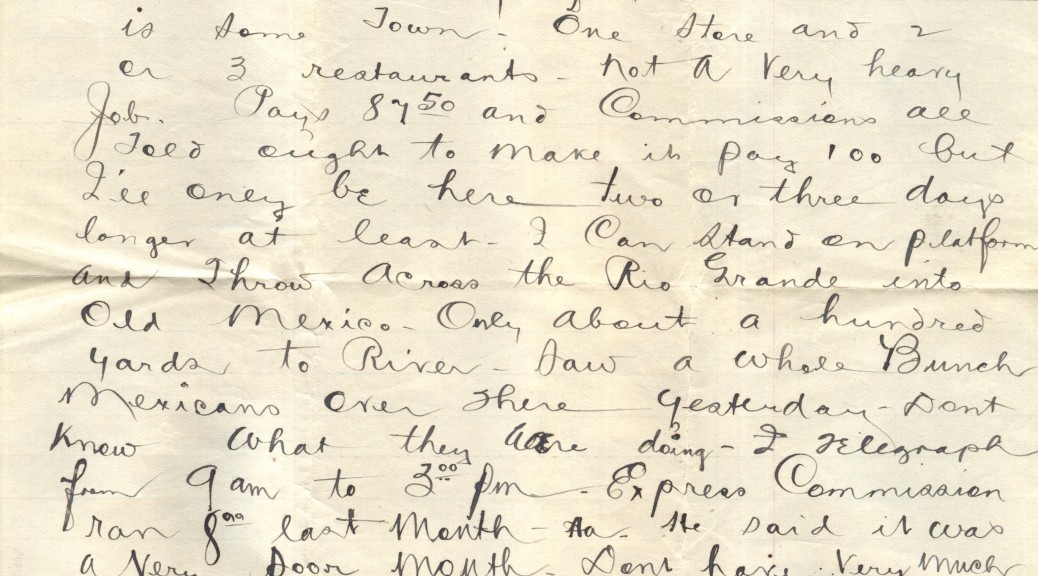 is some Town - ! One Store and 2
or 3 restaurants - Not a Very heavy
Job. Pays 87 50 and Commissions all
Told ought to make it pay 100 but
I'll oney be here two or three days
longer at least - I Can stand on platform
and Throw Across the Rio Grande into
Old Mexico - Only About a hundred
yards to River - Saw a whole Bunch
Mexicans Over There yesterday - Dont
Know What they are doing - I Telegraph
from 9 am to 3 00 pm - Express Commission
ran 8 00 last Month - He said it was
a Very poor Month - Dont have Very Much